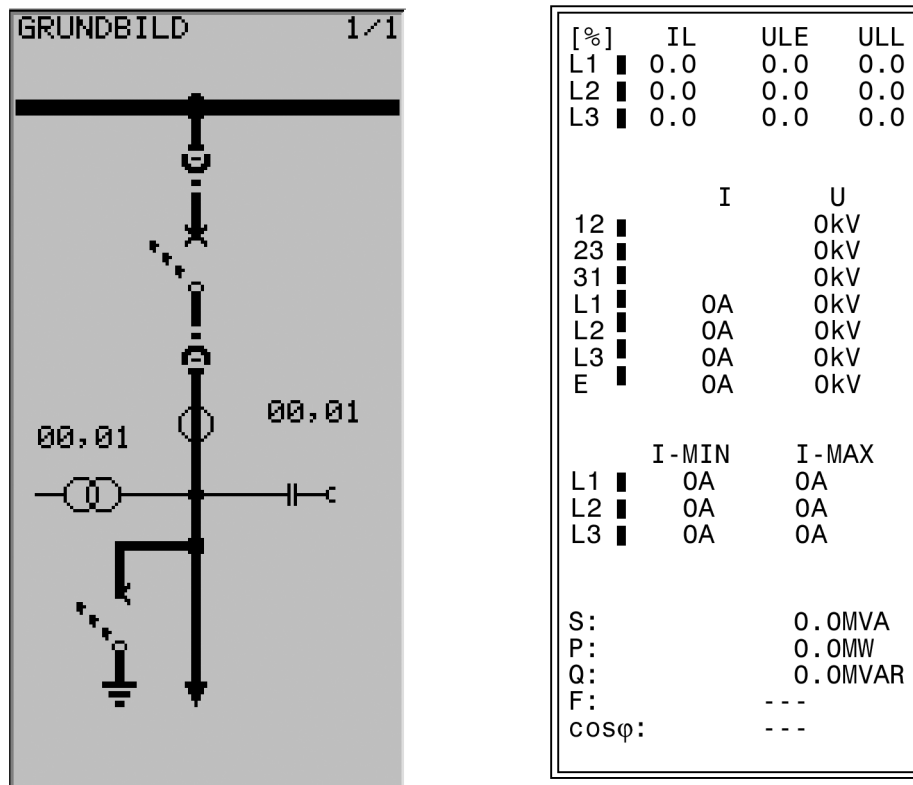 GRUNDBILD 1/1
00,01
00,01
[%] IL ULE ULL
L1 0.0 0.0 0.0
L2 0.0 0.0 0.0
L3 0.0 0.0 0.0
I U
12 0kV
23 0kV
31 0kV
L1 0A 0kV
L2 0A 0kV
L3 0A 0kV
E 0A 0kV
I-MIN I-MAX
L1 0A 0A
L2 0A 0A
L3 0A 0A
S: 0.0MVA
P: 0.0MW
Q: 0.0MVAR
F: ---
cosφ: ---